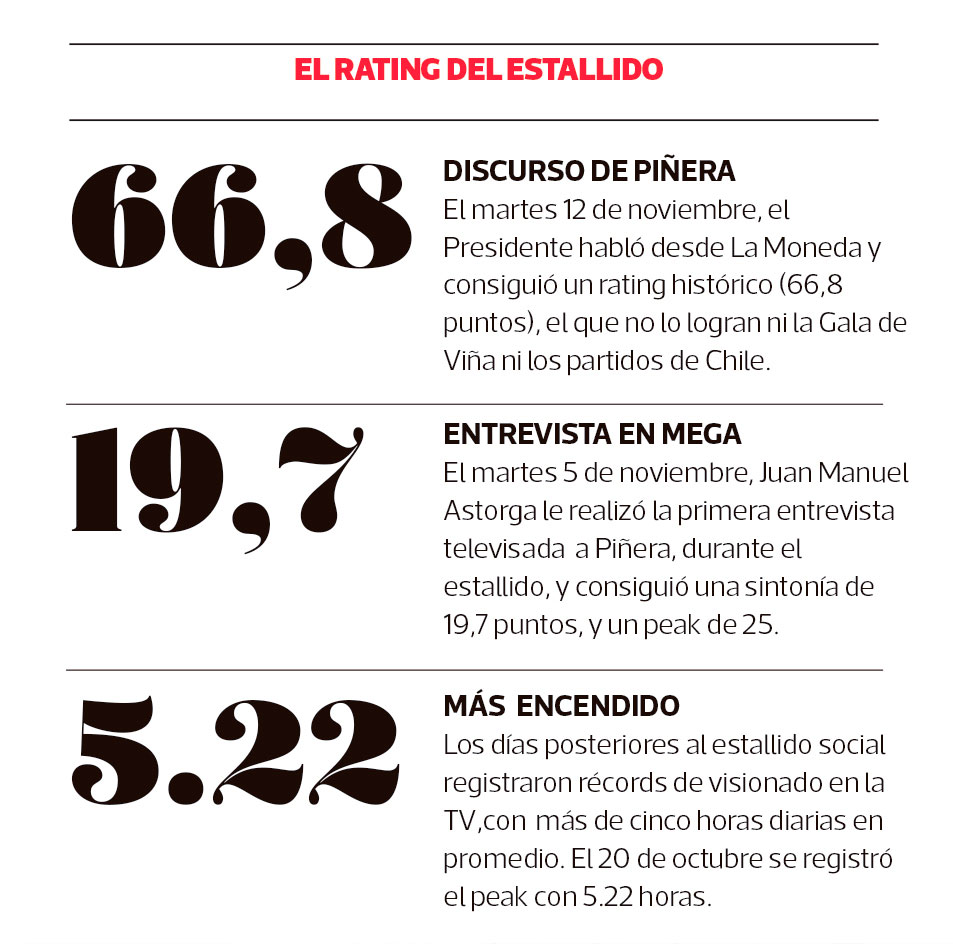 EL RATING DEL ESTALLIDO
66,8
DISCURSO DE PIÑERA
El martes 12 de noviembre, el
Presidente habló desde La Moneda y
consiguió un rating histórico (66,8
puntos), el que no lo logran ni la Gala de
Viña ni los partidos de Chile.
19,7
ENTREVISTA EN MEGA
El martes 5 de noviembre, Juan Manuel
Astorga le realizó la primera entrevista
televisada a Piñera, durante el
estallido, y consiguió una sintonía de
19,7 puntos, y un peak de 25.
5.22
MÁS ENCENDIDO
Los días posteriores al estallido social
registraron récords de visionado en la
TV,con más de cinco horas diarias en
promedio. El 20 de octubre se registró
el peak con 5.22 horas.